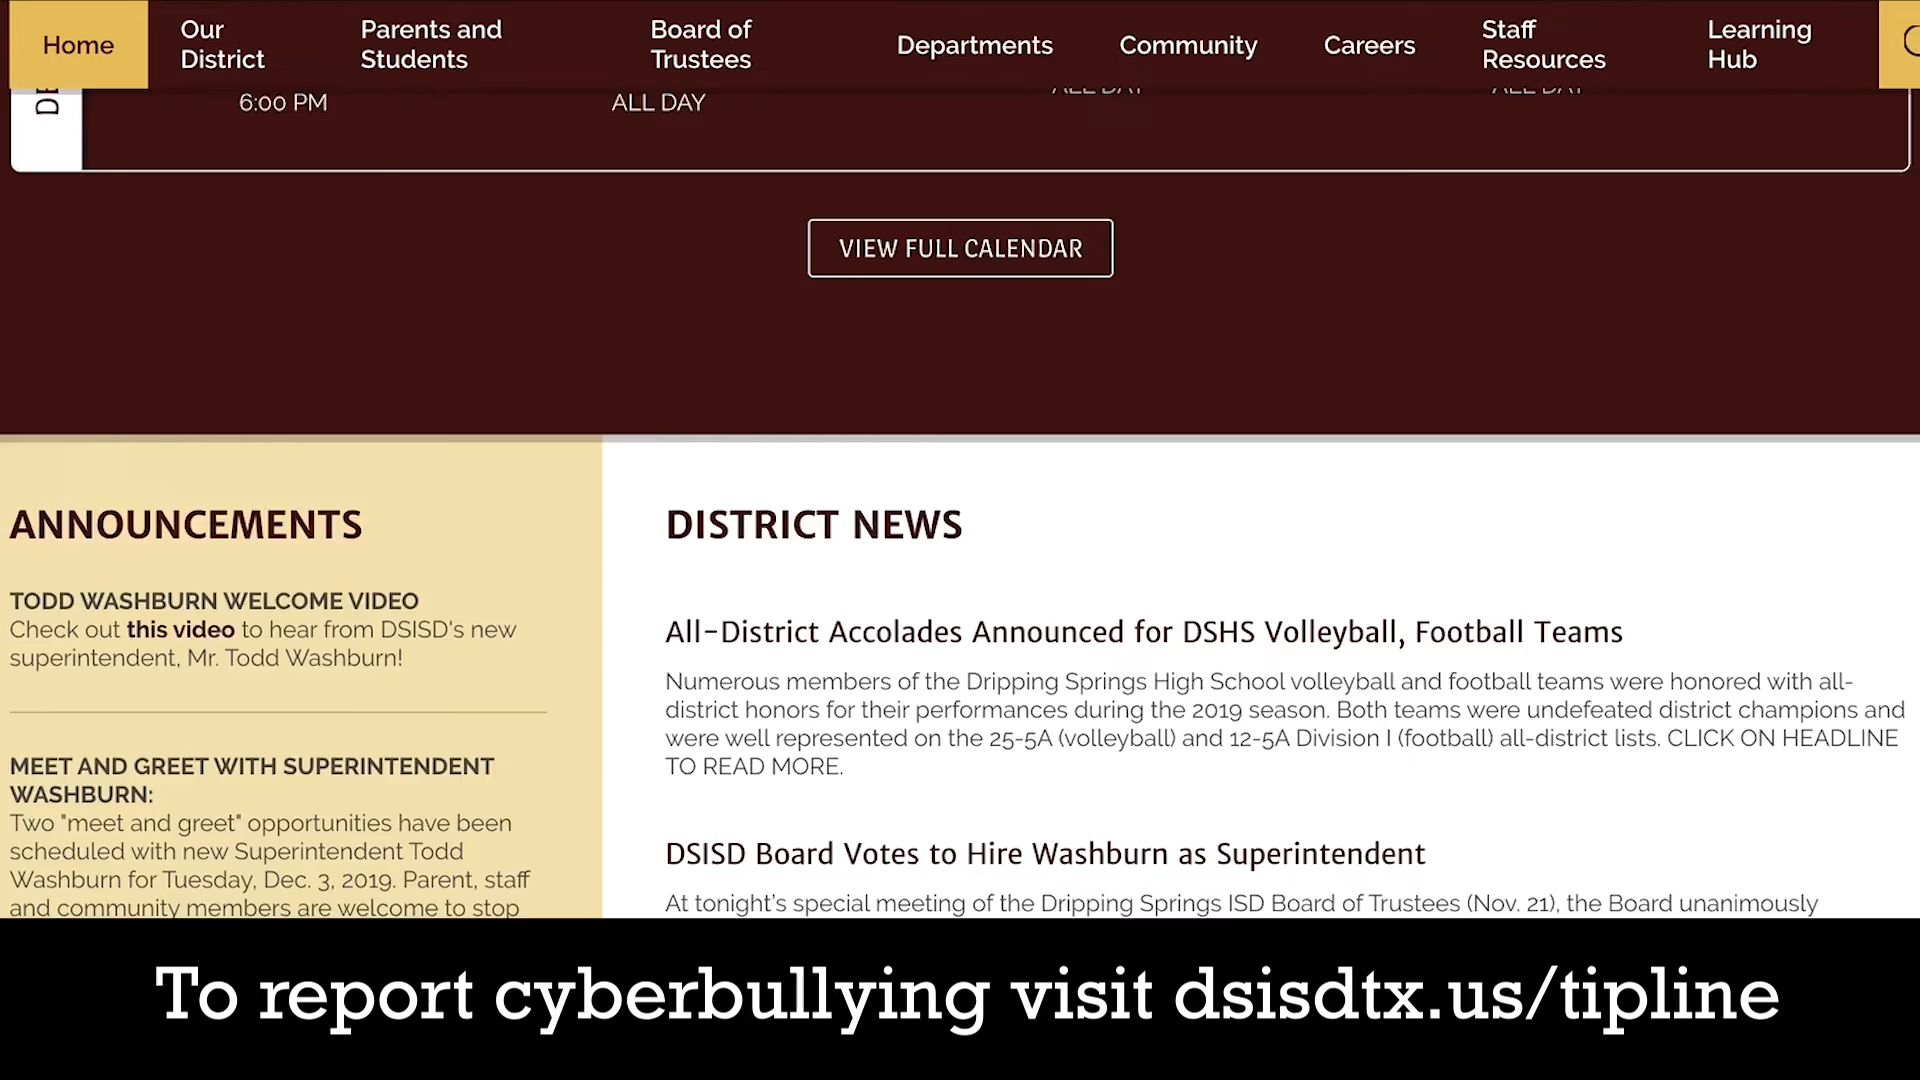 Home
Our District
Parents and Students
Board of Trustees
Departments
Community
Careers
Staff Resources
Learning Hub
6:00 PM
ALL DAY
ALL DAY
ALL DAY
VIEW FULL CALENDAR
ANNOUNCEMENTS
TODD WASHBURN WELCOME VIDEO
Check out this video to hear from DSISD's new
superintendent, Mr. Todd Washburn!
MEET AND GREET WITH SUPERINTENDENT
WASHBURN:
Two "meet and greet" opportunities have been
scheduled with new Superintendent Todd
Washburn for Tuesday, Dec. 3, 2019. Parent, staff
and community members are welcome to stop
DISTRICT NEWS
All-District Accolades Announced for DSHS Volleyball, Football Teams
Numerous members of the Dripping Springs High School volleyball and football teams were honored with all-
district honors for their performances during the 2019 season. Both teams were undefeated district champions and
were well represented on the 25-5A (volleyball) and 12-5A Division I (football) all-district lists. CLICK ON HEADLINE
TO READ MORE.
DSISD Board Votes to Hire Washburn as Superintendent
At tonight's special meeting of the Dripping Springs ISD Board of Trustees (Nov. 21), the Board unanimously
To report cyberbullying visit dsisdtx.us/tipline